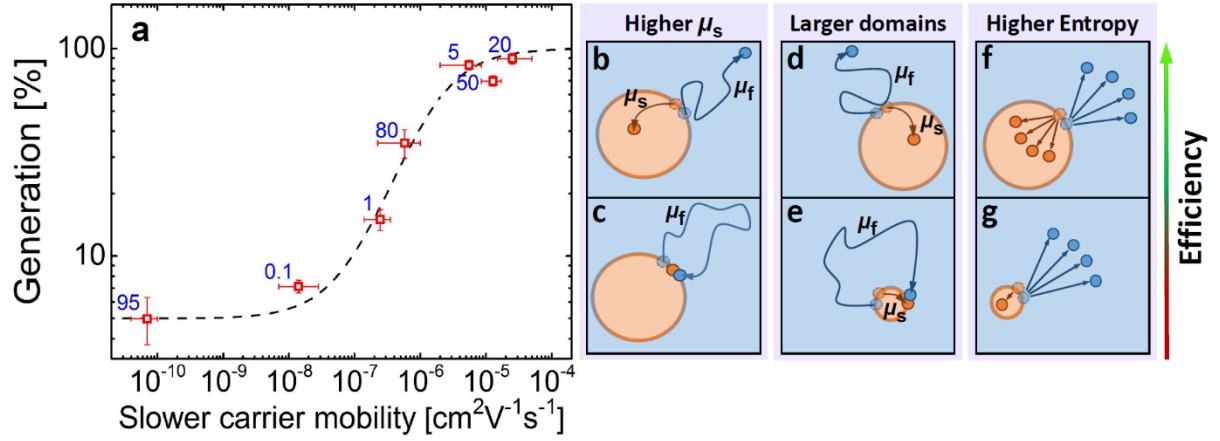 a
Generation [%]
100
10
95
0.1
1
80
5
50
20
10⁻¹⁰ 10⁻⁹ 10⁻⁸ 10⁻⁷ 10⁻⁶ 10⁻⁵ 10⁻⁴
Slower carrier mobility [cm²V⁻¹s⁻¹]
Higher μs
b
μs
μf
c
μf
Larger domains
d
μf
μs
e
μf
μs
Higher Entropy
f
g
Efficiency